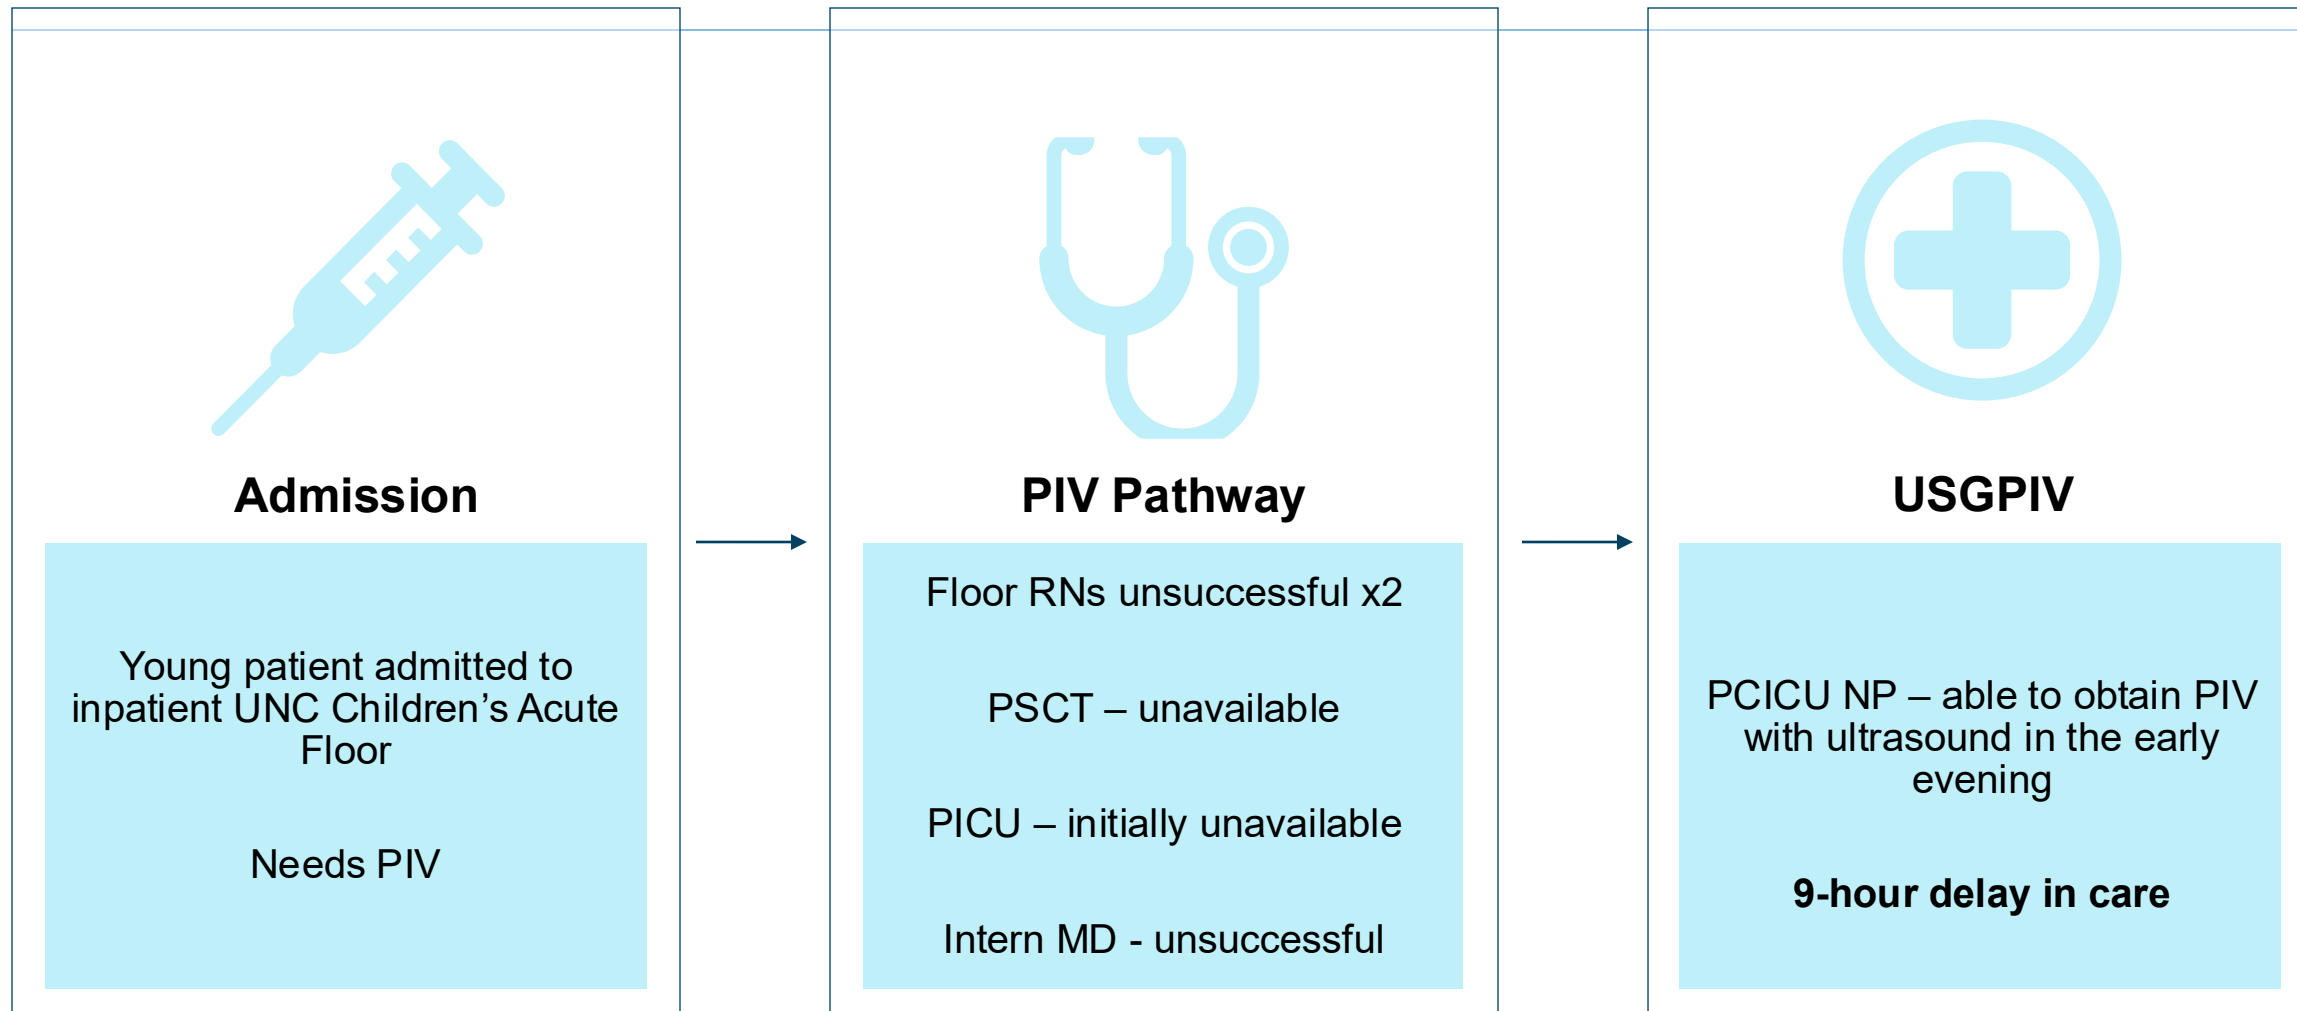 Admission
Young patient admitted to
inpatient UNC Children’s Acute
Floor
Needs PIV
PIV Pathway
Floor RNs unsuccessful x2
PSCT – unavailable
PICU – initially unavailable
Intern MD - unsuccessful
USGPIV
PCICU NP – able to obtain PIV
with ultrasound in the early
evening
9-hour delay in care